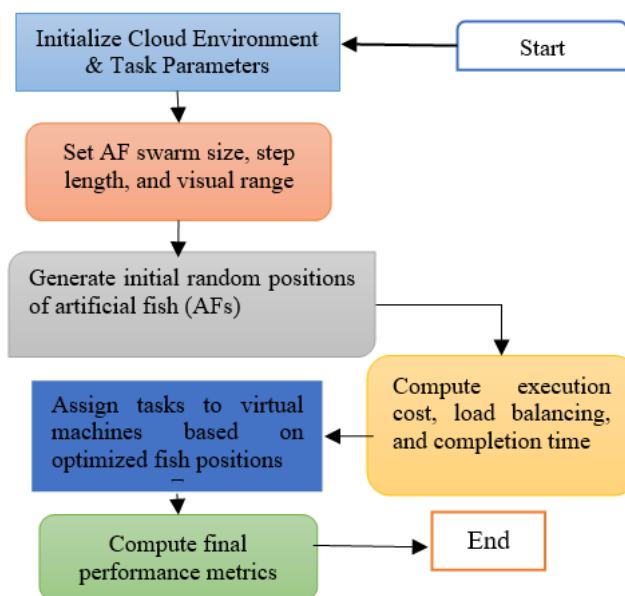 Initialize Cloud Environment
& Task Parameters
Start
Set AF swarm size, step
length, and visual range
Generate initial random positions
of artificial fish (AFs)
Compute execution
cost, load balancing,
and completion time
Assign tasks to virtual
machines based on
optimized fish positions
Compute final
performance metrics
End